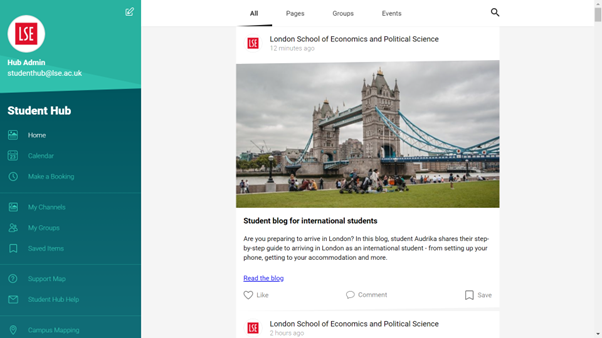 LSE
Hub Admin
studenthub@lse.ac.uk
Student Hub
Home
Calendar
Make a Booking
My Channels
My Groups
Saved Items
Support Map
Student Hub Help
Campus Mapping
All
Pages
Groups
Events
LSE
London School of Economics and Political Science
12 minutes ago
Student blog for international students
Are you preparing to arrive in London? In this blog, student Audrika shares their step-
by-step guide to arriving in London as an international student - from setting up your
phone, getting to your accommodation and more.
Read the blog
Like
Comment
Save
LSE
London School of Economics and Political Science
2 hours ago